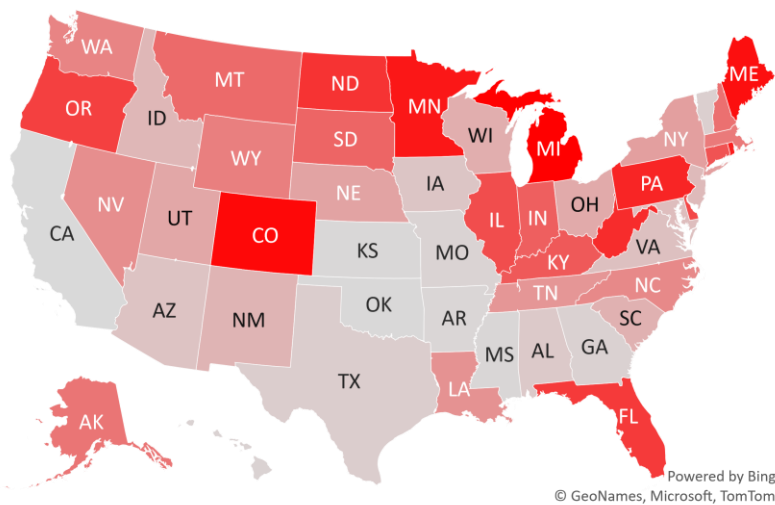 WA
MT
ND
MN
ME
OR
ID
SD
WI
MI
NY
WY
IA
PA
NE
NV
UT
IL
IN
OH
CO
CA
KS
MO
KY
VA
TN
NC
AZ
NM
OK
AR
SC
MS
AL
GA
TX
LA
AK
FL
Powered by Bing
© GeoNames, Microsoft, TomTom